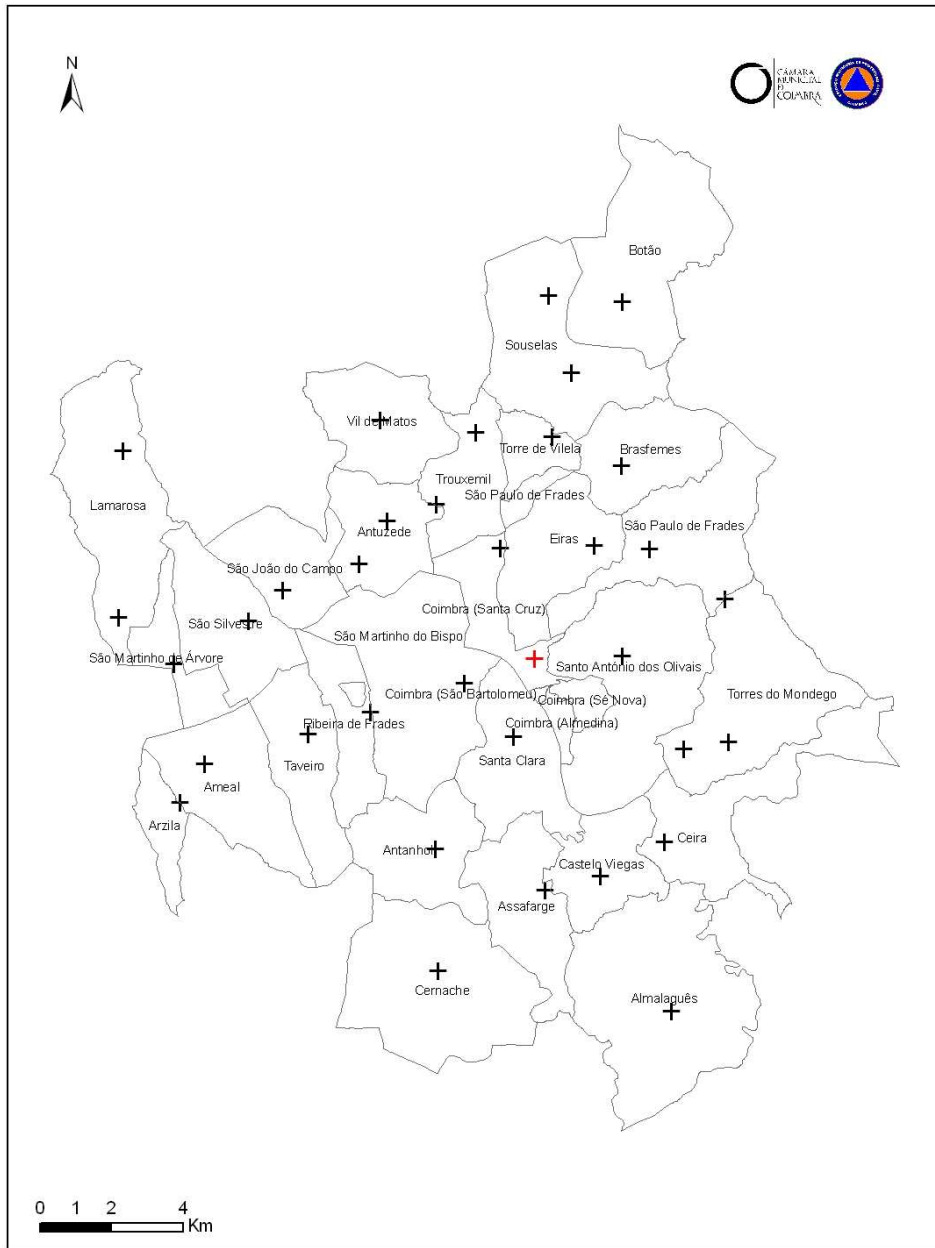 N
CÂMARA
MUNICIPAL
DE
COIMBRA
Botão
Souselas
Vil de Matos
Torre de Vilela
Brasfemes
Trouxemil
São Paulo de Frades
Lamarosa
São Paulo de Frades
Antuzede
Eiras
São João do Campo
Coimbra (Santa Cruz)
São Silvestre
São Martinho do Bispo
São Martinho de Árvore
Santo António dos Olivais
Coimbra (São Bartolomeu)
Coimbra (Sé Nova)
Torres do Mondego
Ribeira de Frades
Coimbra (Almedina)
Santa Clara
Taveiro
Ameal
Arzila
Ceira
Antanhol
Castelo Viegas
Assafarge
Cernache
Almalaguês
0 1 2 4
Km